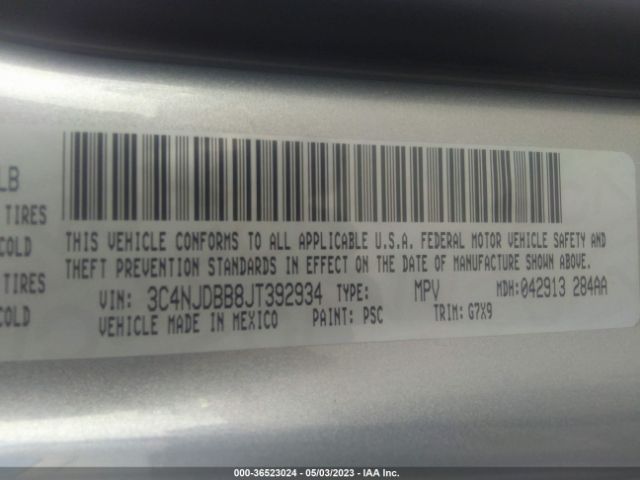 LB
TIRES
COLD
TIRES
COLD
THIS VEHICLE CONFORMS TO ALL APPLICABLE U.S.A. FEDERAL MOTOR VEHICLE SAFETY AND
THEFT PREVENTION STANDARDS IN EFFECT ON THE DATE OF MANUFACTURE SHOWN ABOVE.
VIN: 3C4NJDBB8JT392934 TYPE: MPV MDH:042913 284AA
VEHICLE MADE IN MEXICO PAINT: PSC TRIM: G7X9
000-36523024 - 05/03/2023 - IAA Inc.